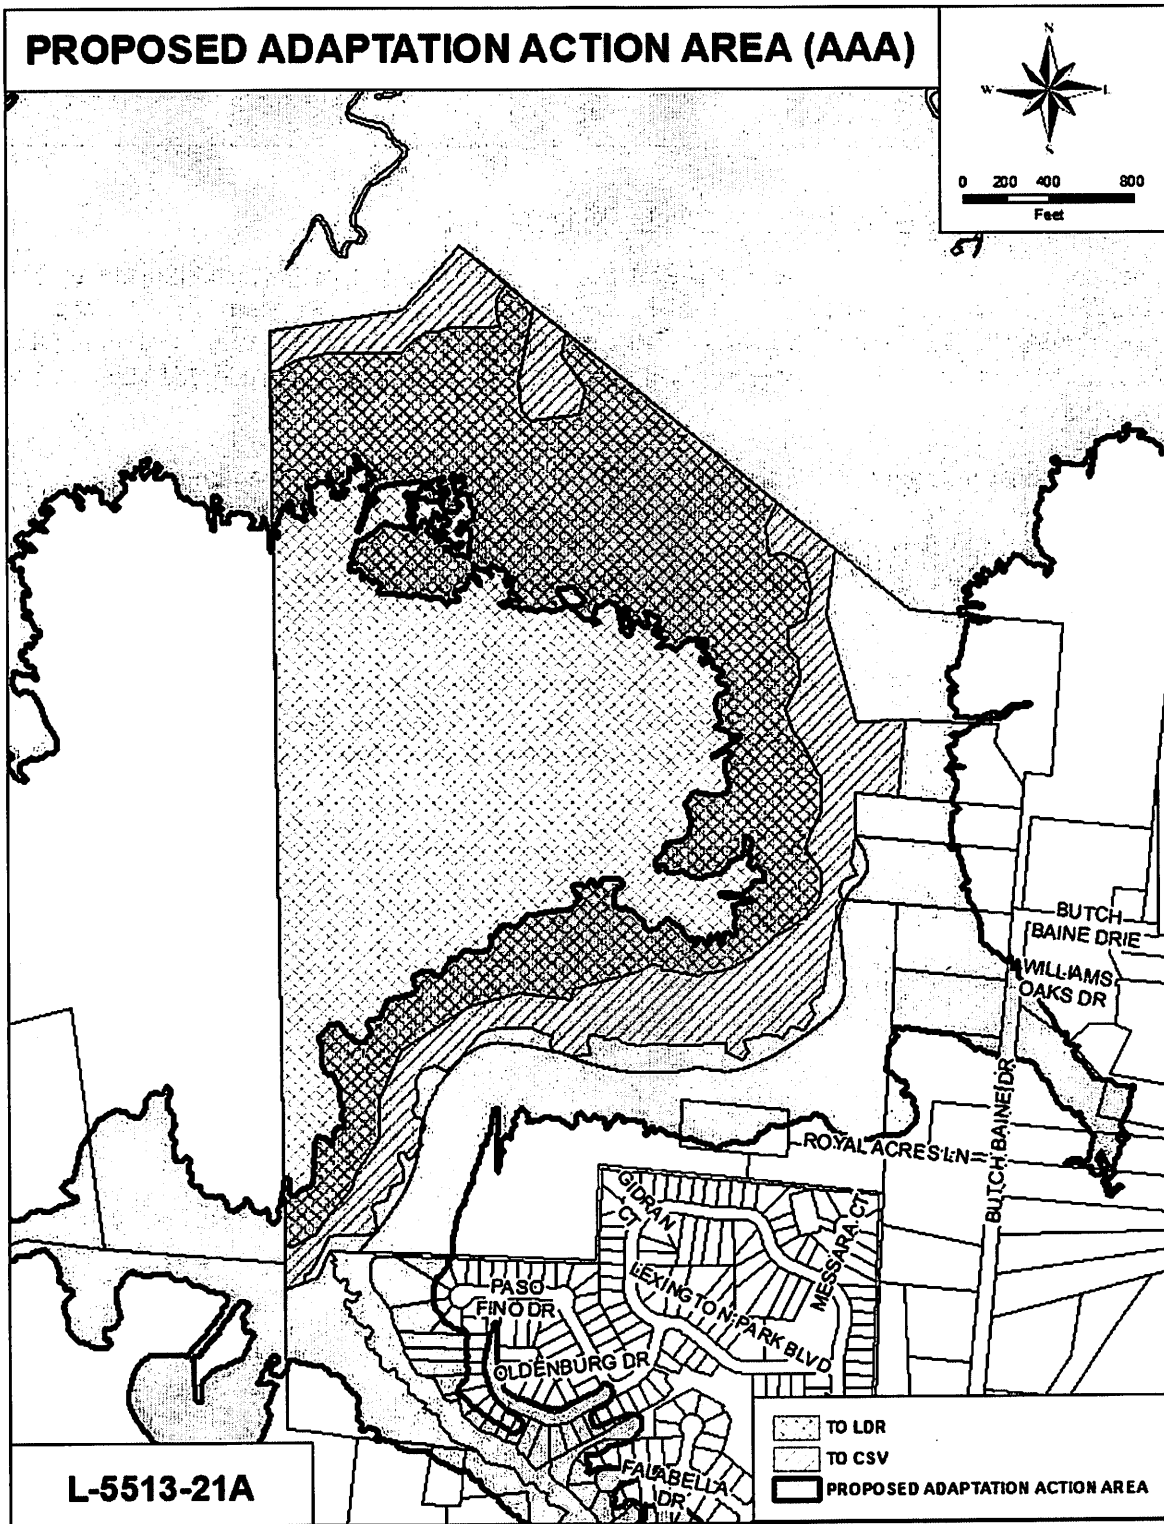 PROPOSED ADAPTATION ACTION AREA (AAA)
N
W
S
0 200 400 800
Feet
BUTCH
BAINE DR E
WILLIAMS
OAKS DR
BUTCH BAINE DR
ROYAL ACRES LN
GIDRAN
CT
MESSARA CT
LEXINGTON PARK BLVD
PASO
FINO DR
OLDENBURG DR
FALABELLA
DR
TO LDR
TO CSV
PROPOSED ADAPTATION ACTION AREA
L-5513-21A